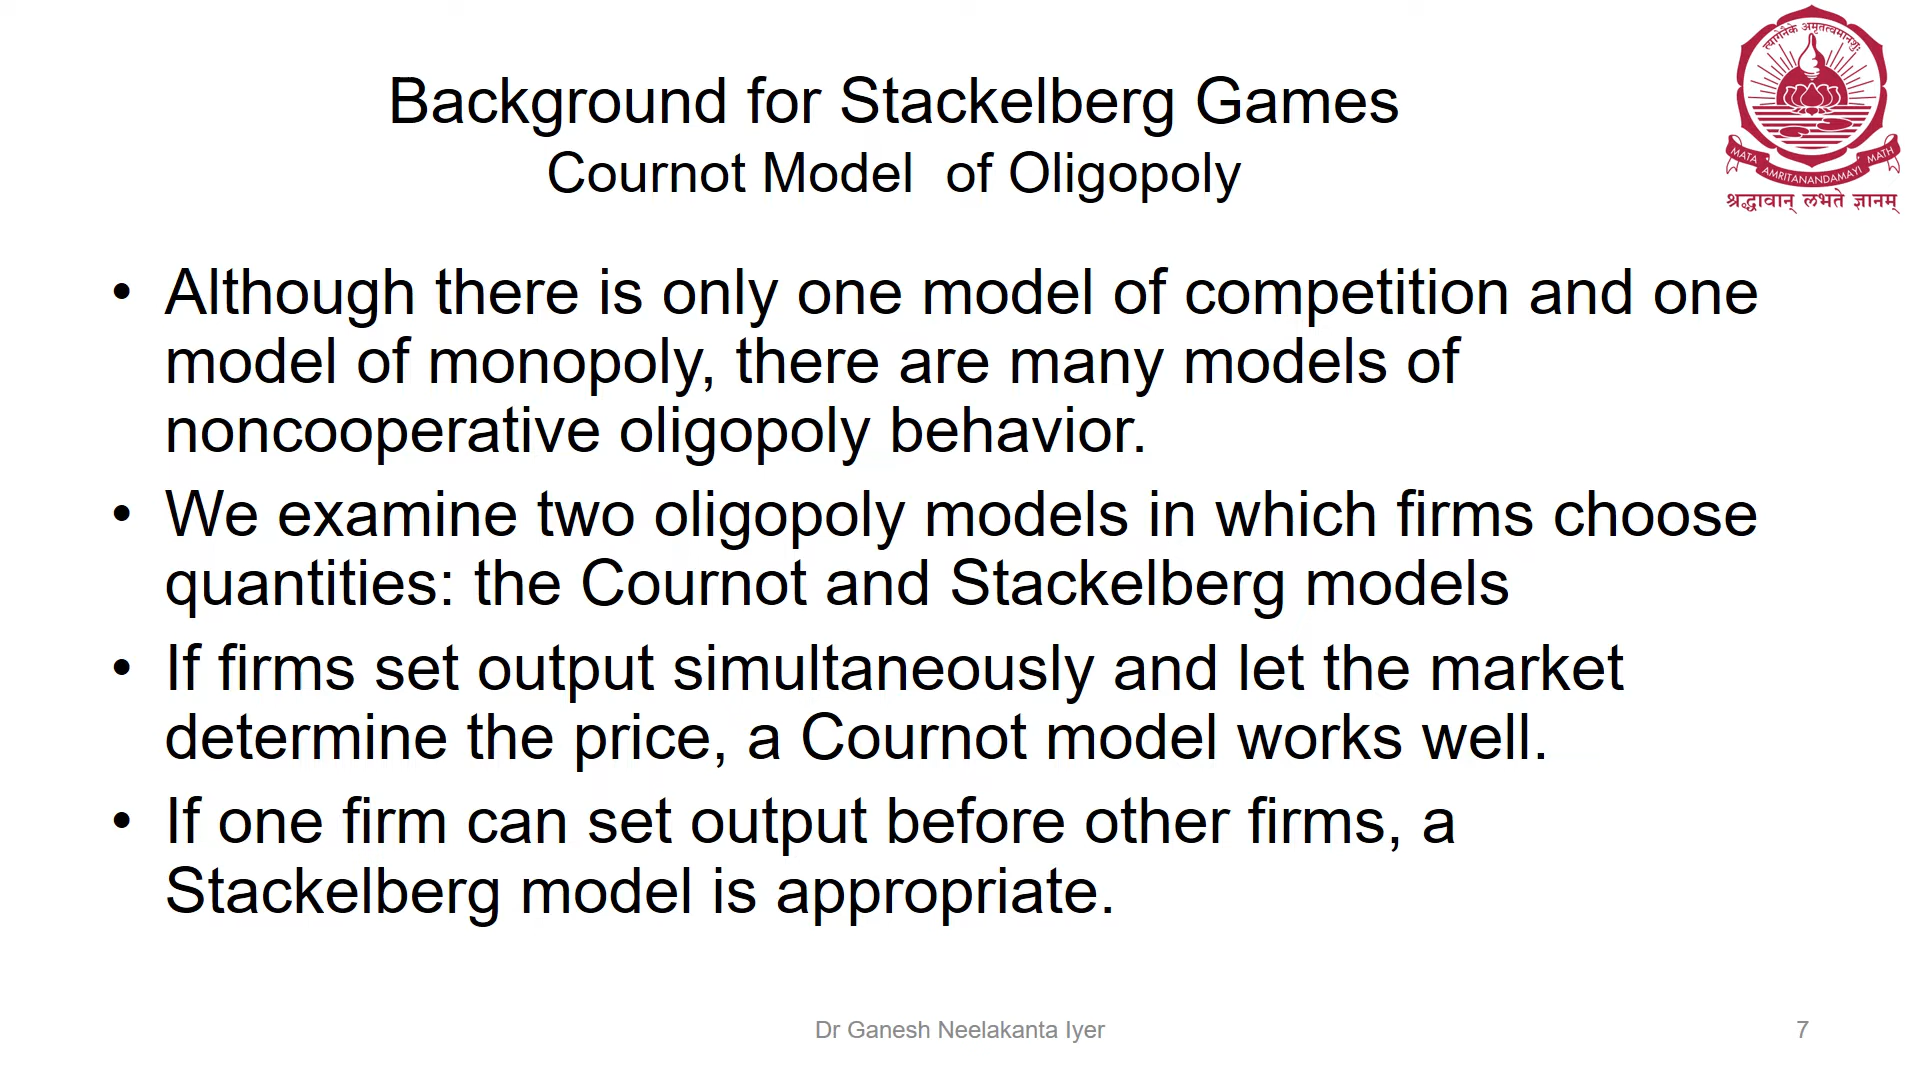 Background for Stackelberg Games
Cournot Model  of Oligopoly
त्यागेनैके अमृतत्वमानशुः
MATA AMRITANANDAMAYI MATH
श्रद्धावान् लभते ज्ञानम्
• Although there is only one model of competition and one
model of monopoly, there are many models of
noncooperative oligopoly behavior.
• We examine two oligopoly models in which firms choose
quantities: the Cournot and Stackelberg models
• If firms set output simultaneously and let the market
determine the price, a Cournot model works well.
• If one firm can set output before other firms, a
Stackelberg model is appropriate.
Dr Ganesh Neelakanta Iyer
7